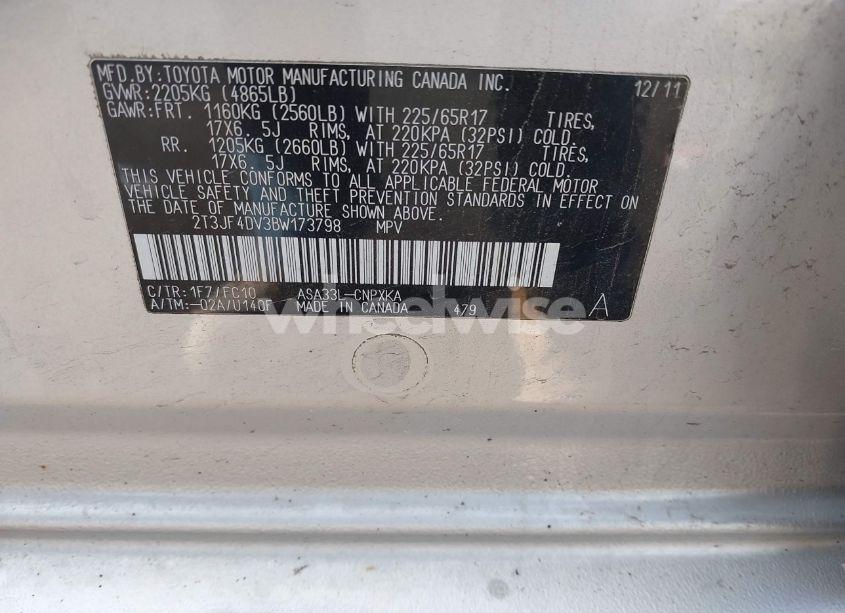 MFD.BY:TOYOTA MOTOR MANUFACTURING CANADA INC. 12/11
GVWR:2205KG (4865LB)
GAWR:FRT. 1160KG (2560LB) WITH 225/65R17 TIRES,
17X6. 5J RIMS, AT 220KPA (32PSI) COLD.
RR. 1205KG (2660LB) WITH 225/65R17 TIRES,
17X6. 5J RIMS, AT 220KPA (32PSI) COLD.
THIS VEHICLE CONFORMS TO ALL APPLICABLE FEDERAL MOTOR
VEHICLE SAFETY AND THEFT PREVENTION STANDARDS IN EFFECT ON
THE DATE OF MANUFACTURE SHOWN ABOVE.
2T3JF4DV3BW173798 MPV
C/TR:1F7/FC10 ASA33L-CNPXKA
A/TM:-02A/U140F MADE IN CANADA 4/9 A
wheelwise